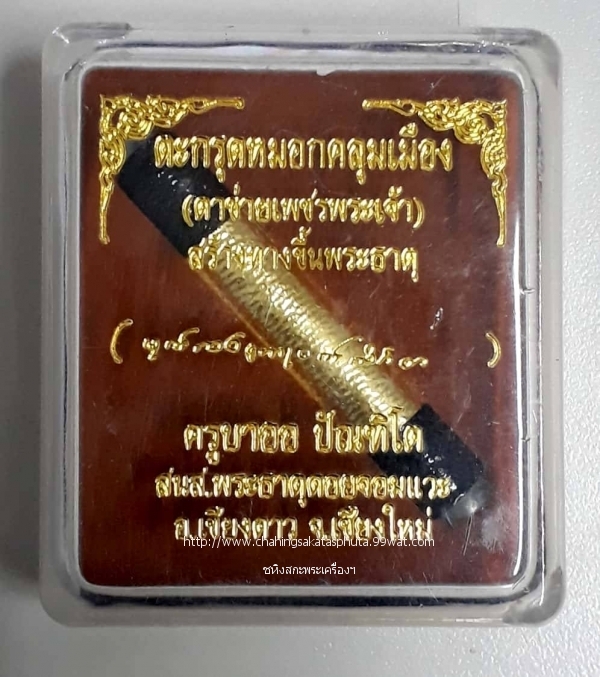 ตะกรุดหมอกคลุมเมือง
(ตาข่ายเพชรพระเจ้า)
สร้างทางขึ้นพระธาตุ
ครูบาออ ปัณฑิโต
สนส.พระธาตุดอยจอมแวะ
อ.เชียงดาว จ.เชียงใหม่
http://www.chahingsakatasphuta.99wat.com
ชหิงสกะพระเครื่องฯ